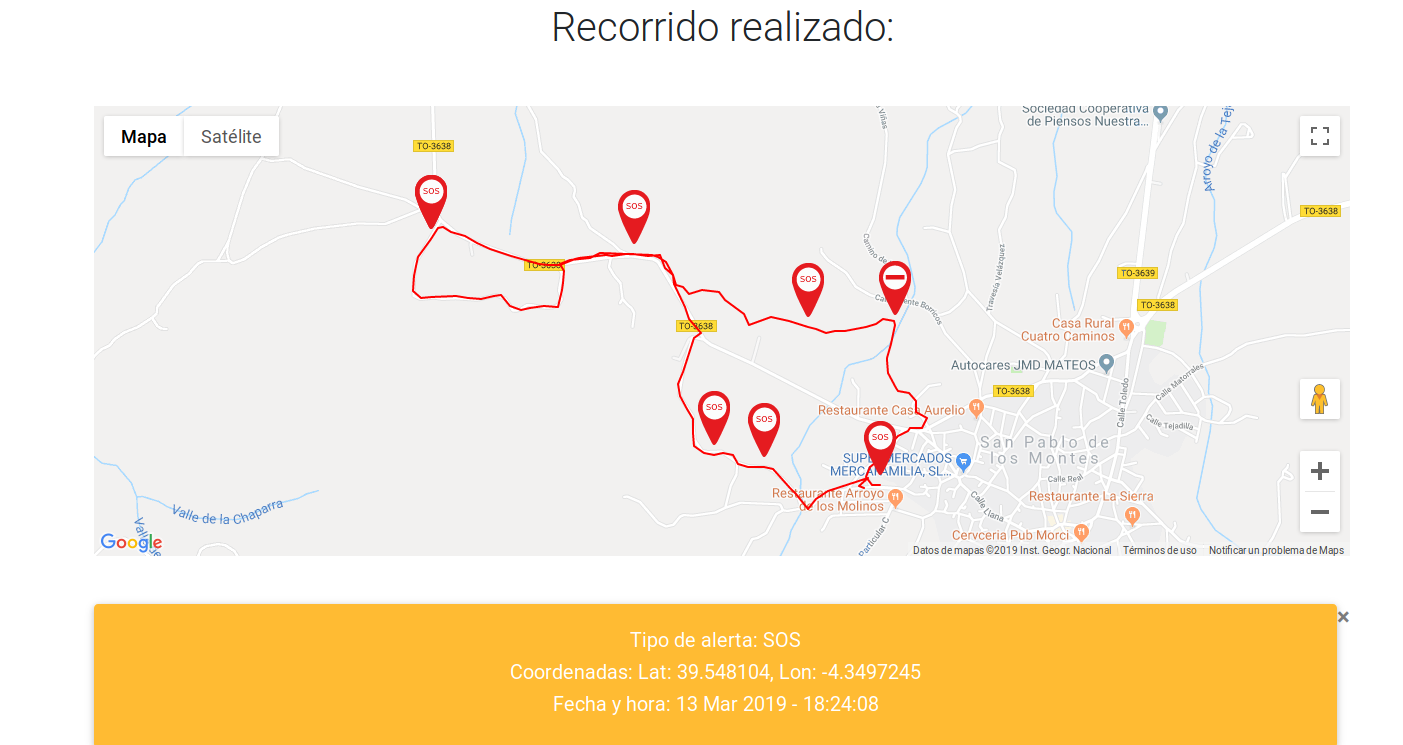 Recorrido realizado:
Mapa
Satélite
Sociedad Cooperativa
de Piensos Nuestra...
Arroyo de la Teja
TO-3638
SOS
SOS
TO-3638
TO-3638
Camino de
SOS
Travesía Velázquez
TO-3639
TO-3638
TO-3638
Casa Rural
Cuatro Caminos
Autocares JMD MATEOS
TO-3638
Calle Matorrales
Calle Toledo
Calle Tejadilla
SOS
SOS
SOS
Restaurante Casa Aurelio
San Pablo de
los Montes
SUPERMERCADOS
MERCAFAMILIA, SL...
Calle Real
Calle Llana
Restaurante Arroyo
de los Molinos
Restaurante La Sierra
Cervceria Pub Morci
Particular C
Valle de la Chaparra
Google
Datos de mapas ©2019 Inst. Geogr. Nacional
Términos de uso
Notificar un problema de Maps
×
Tipo de alerta: SOS
Coordenadas: Lat: 39.548104, Lon: -4.3497245
Fecha y hora: 13 Mar 2019 - 18:24:08